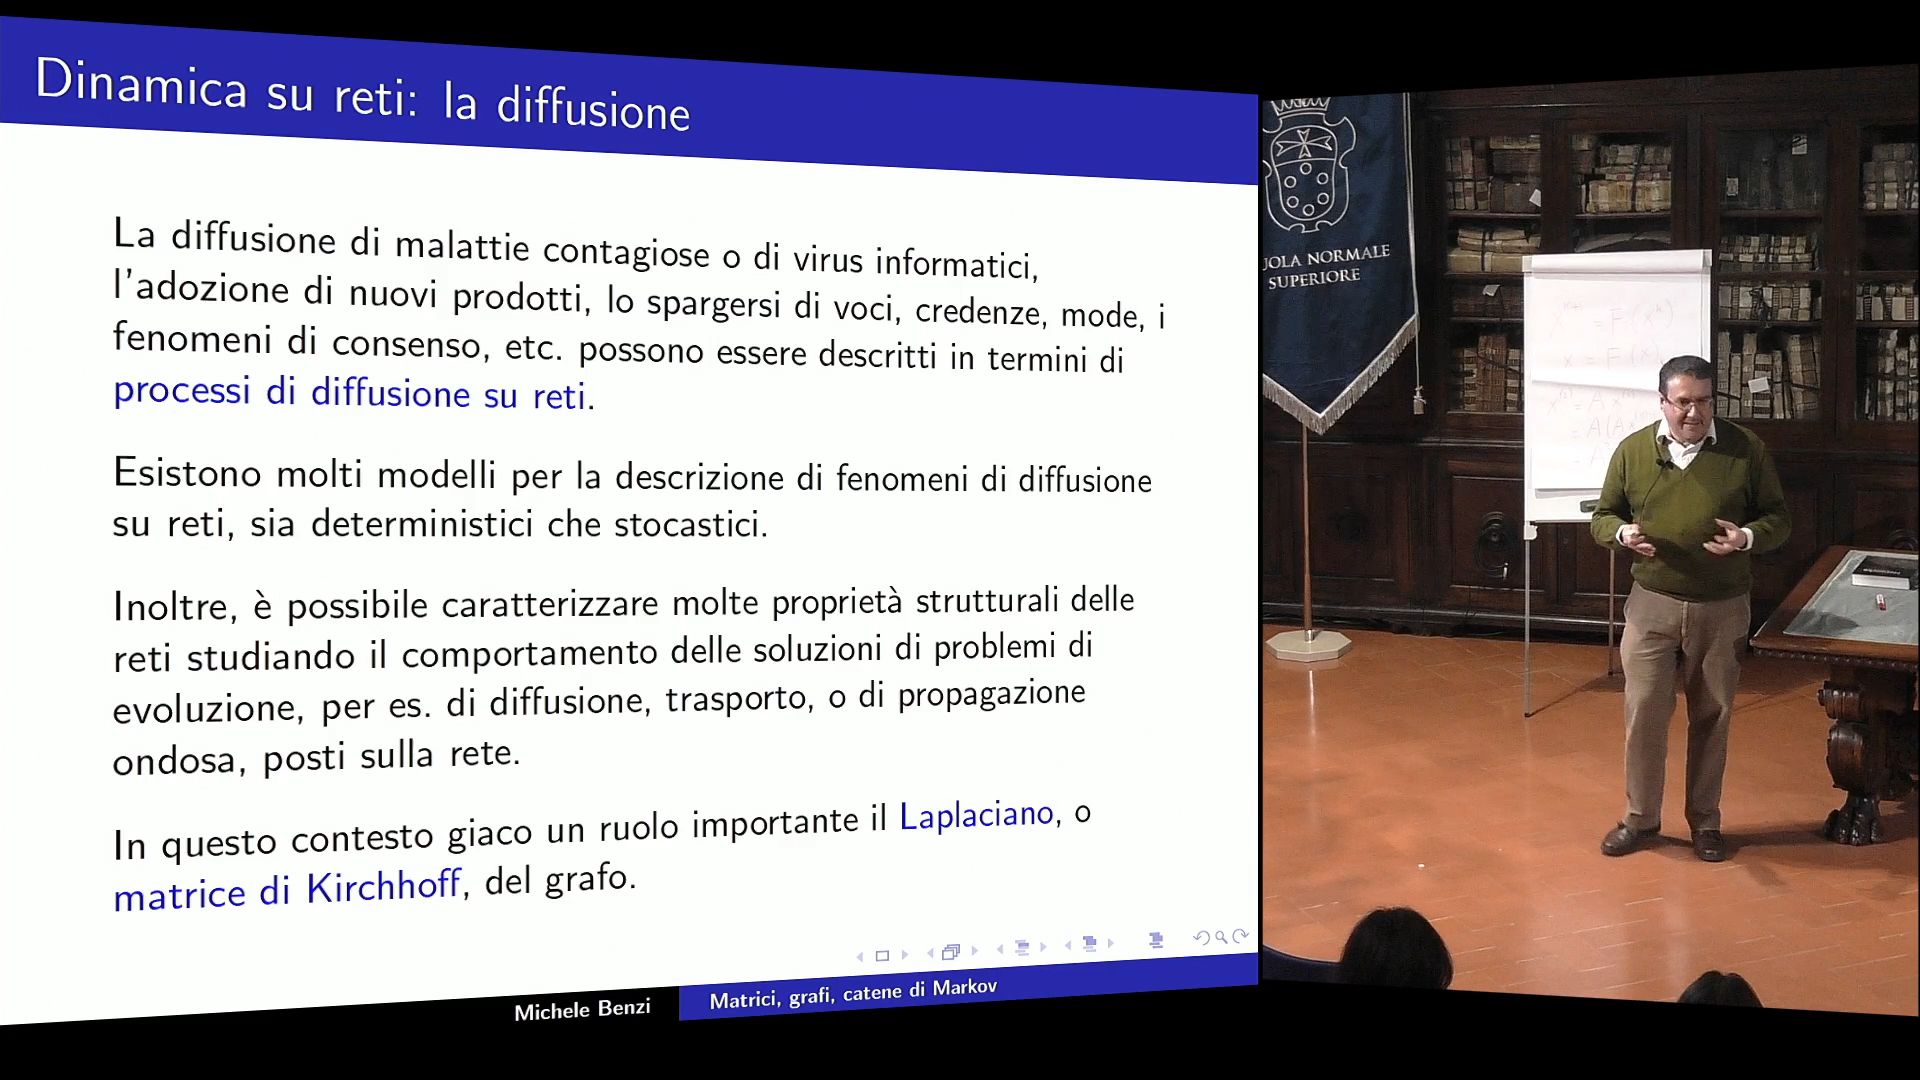 Dinamica su reti: la diffusione
La diffusione di malattie contagiose o di virus informatici,
l'adozione di nuovi prodotti, lo spargersi di voci, credenze, mode, i
fenomeni di consenso, etc. possono essere descritti in termini di
processi di diffusione su reti.
Esistono molti modelli per la descrizione di fenomeni di diffusione
su reti, sia deterministici che stocastici.
Inoltre, è possibile caratterizzare molte proprietà strutturali delle
reti studiando il comportamento delle soluzioni di problemi di
evoluzione, per es. di diffusione, trasporto, o di propagazione
ondosa, posti sulla rete.
In questo contesto giaco un ruolo importante il Laplaciano, o
matrice di Kirchhoff, del grafo.
Michele Benzi
Matrici, grafi, catene di Markov
NORMALE
SUPERIORE